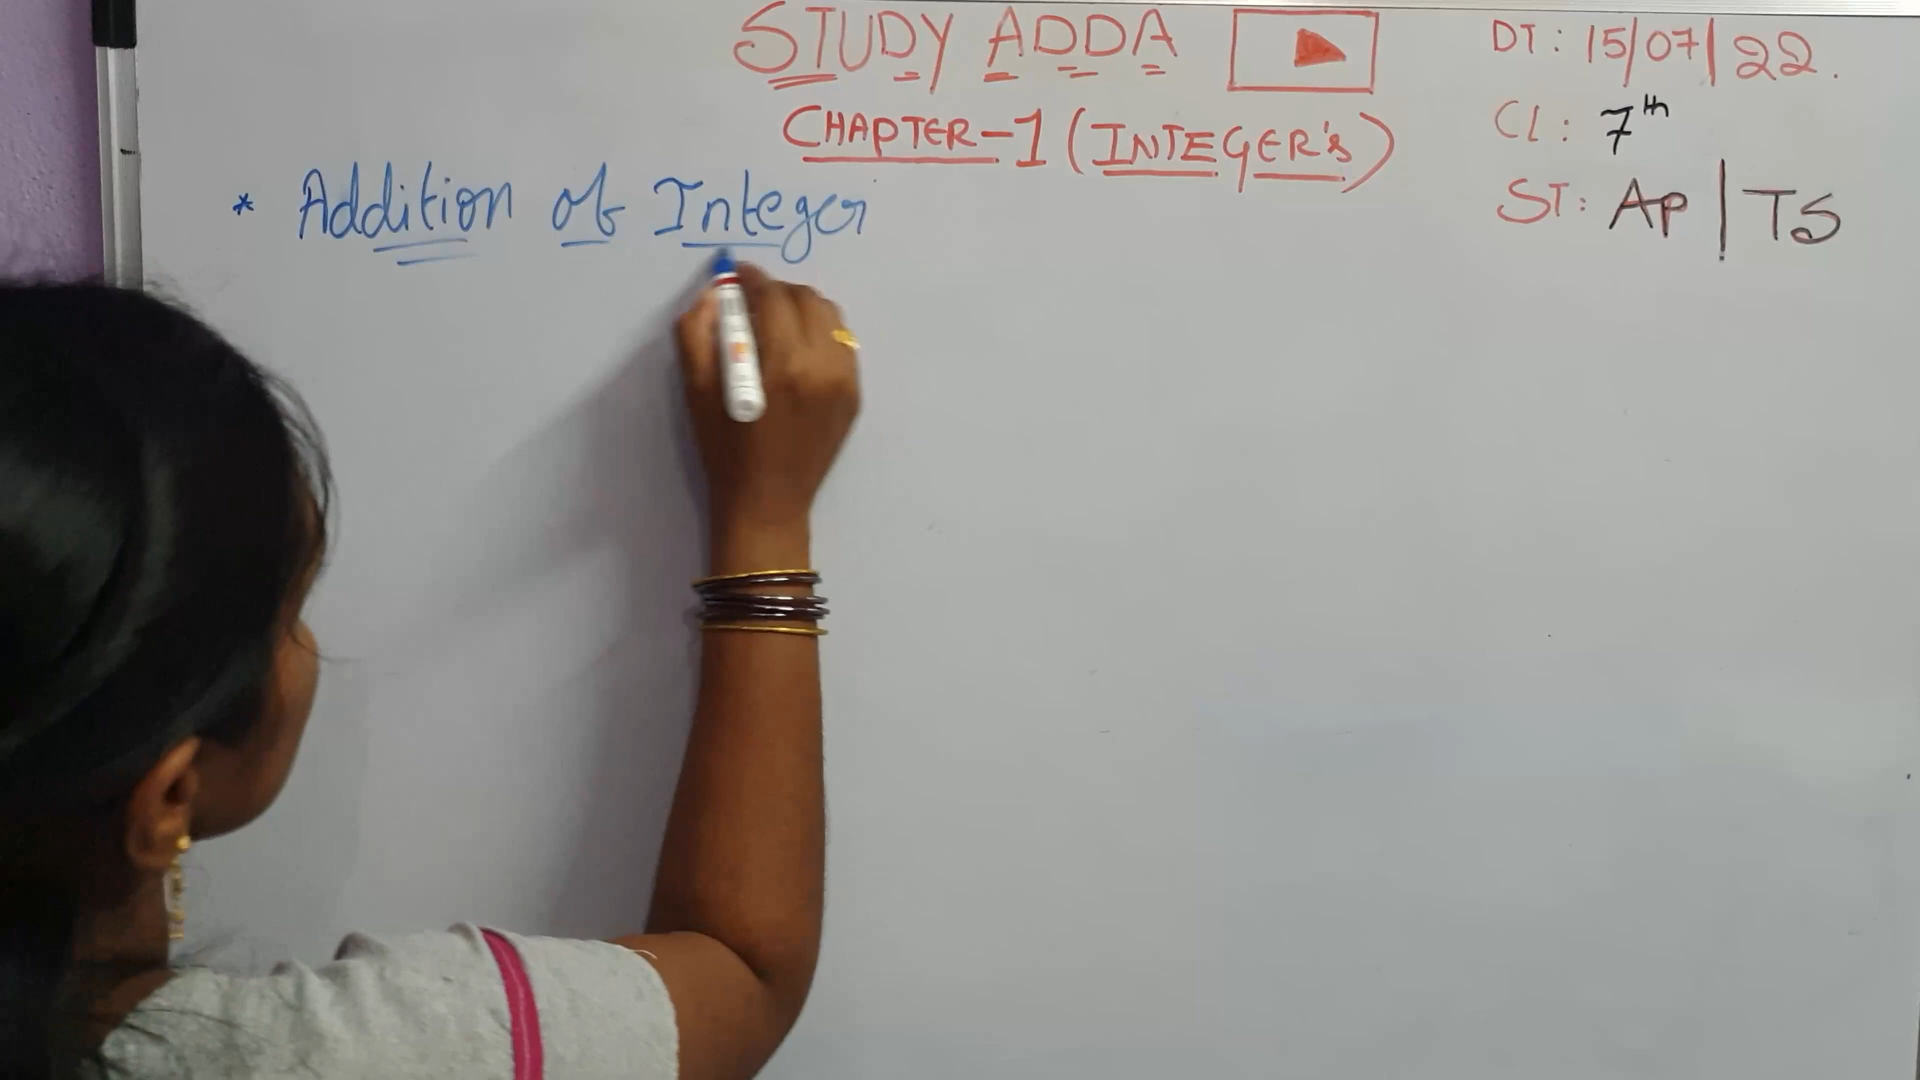 STUDY ADDA
CHAPTER-1 (INTEGER's)
DT: 15/07/22.
CL: 7th
ST: AP | TS
* Addition of Integer